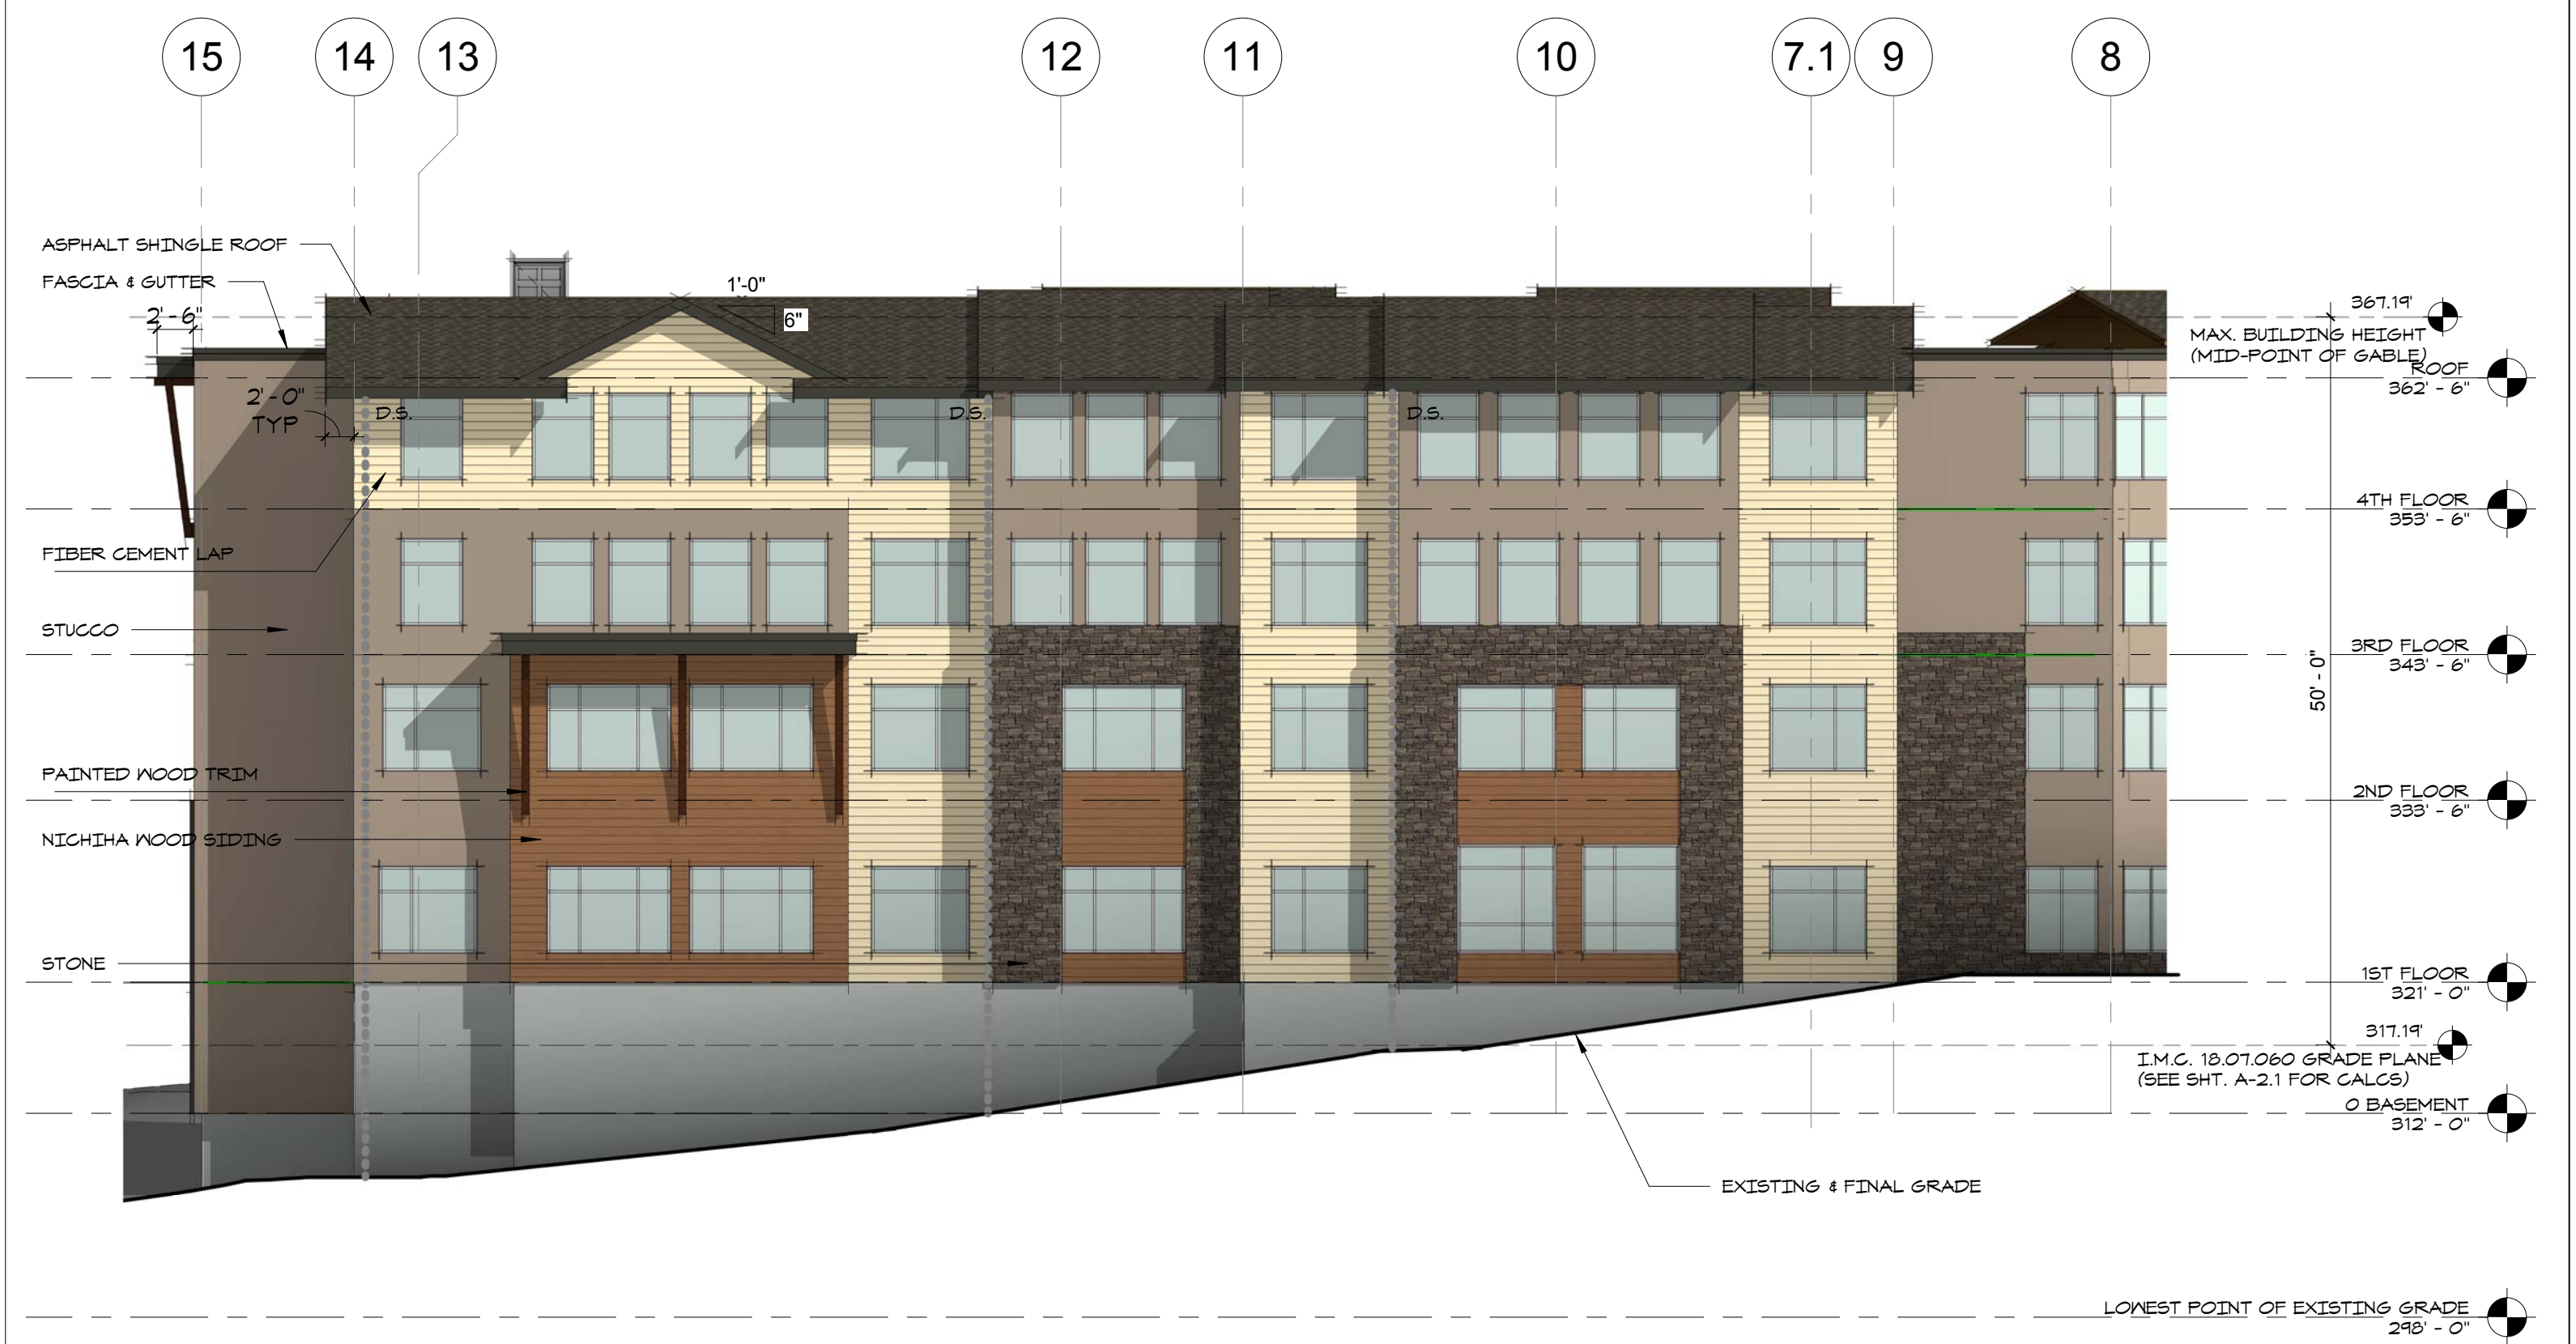 15
14
13
12
11
10
7.1
9
8
ASPHALT SHINGLE ROOF
FASCIA & GUTTER
2' - 6"
1'-0"
6"
367.19'
MAX. BUILDING HEIGHT
(MID-POINT OF GABLE)
ROOF
362' - 6"
2' - 0"
TYP
D.S.
D.S.
D.S.
4TH FLOOR
353' - 6"
FIBER CEMENT LAP
STUCCO
3RD FLOOR
343' - 6"
50' - 0"
PAINTED WOOD TRIM
2ND FLOOR
333' - 6"
NICHIHA WOOD SIDING
STONE
1ST FLOOR
321' - 0"
317.19'
I.M.C. 18.07.060 GRADE PLANE
(SEE SHT. A-2.1 FOR CALCS)
0 BASEMENT
312' - 0"
EXISTING & FINAL GRADE
LOWEST POINT OF EXISTING GRADE
298' - 0"